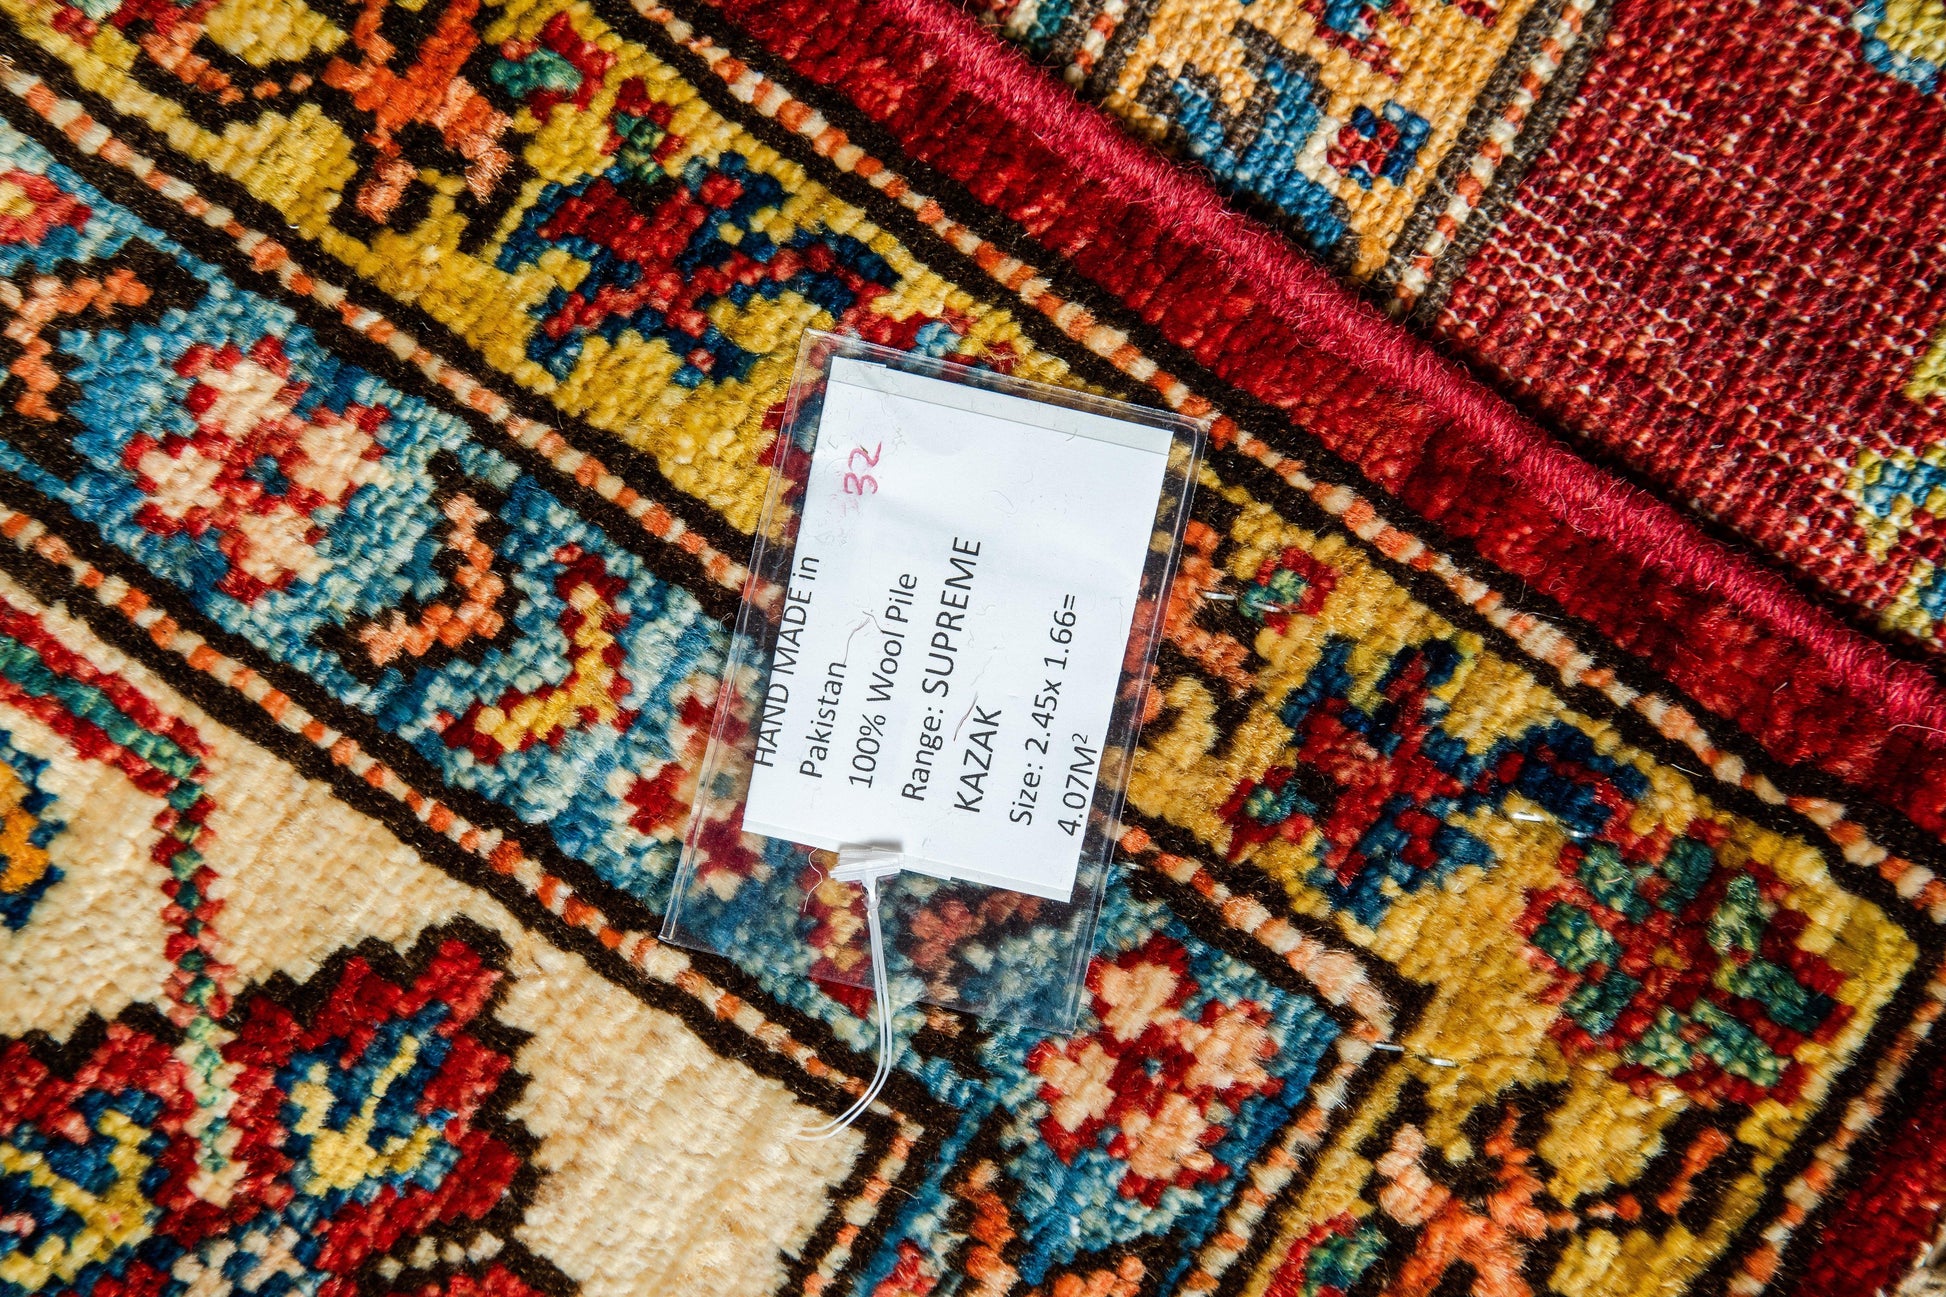 32
HAND MADE in
Pakistan
100% Wool Pile
Range: SUPREME
KAZAK
Size: 2.45x 1.66=
4.07M²